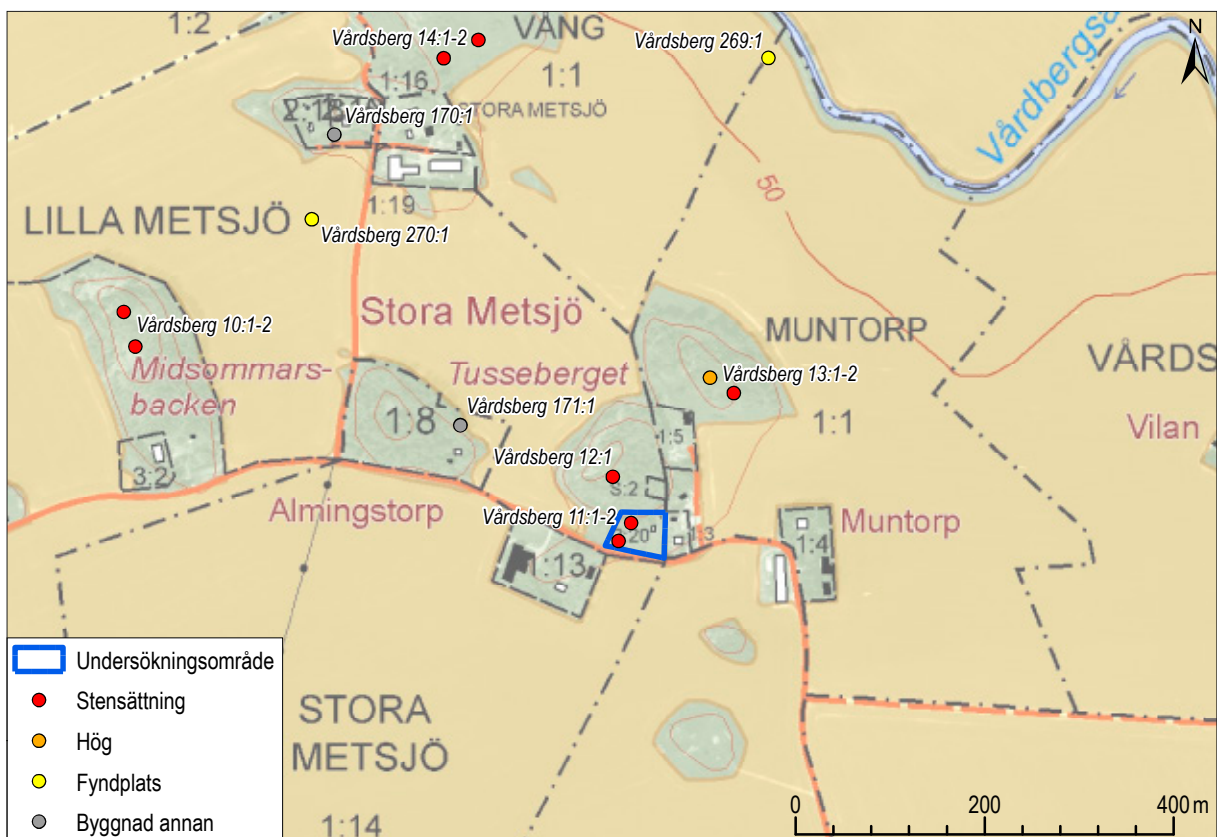 1:2
VÅNG
Vårdsberg 14:1-2
Vårdsberg 269:1
N
1:16
1:1
STORA METSJÖ
Vårdsberg 170:1
1:19
LILLA METSJÖ
Vårdsberg 270:1
50
Stora Metsjö
Vårdsberg 10:1-2
Midsommars-
backen
Tusseberget
MUNTORP
VÅRDS
Vårdsberg 13:1-2
1:8
Vårdsberg 171:1
1:5
1:1
Vilan
3:2
Vårdsberg 12:1
S:2
Almingstorp
Vårdsberg 11:1-2
1:3
Muntorp
1:4
1:13
STORA
METSJÖ
1:14
Undersökningsområde
Stensättning
Hög
Fyndplats
Byggnad annan
0 200 400 m